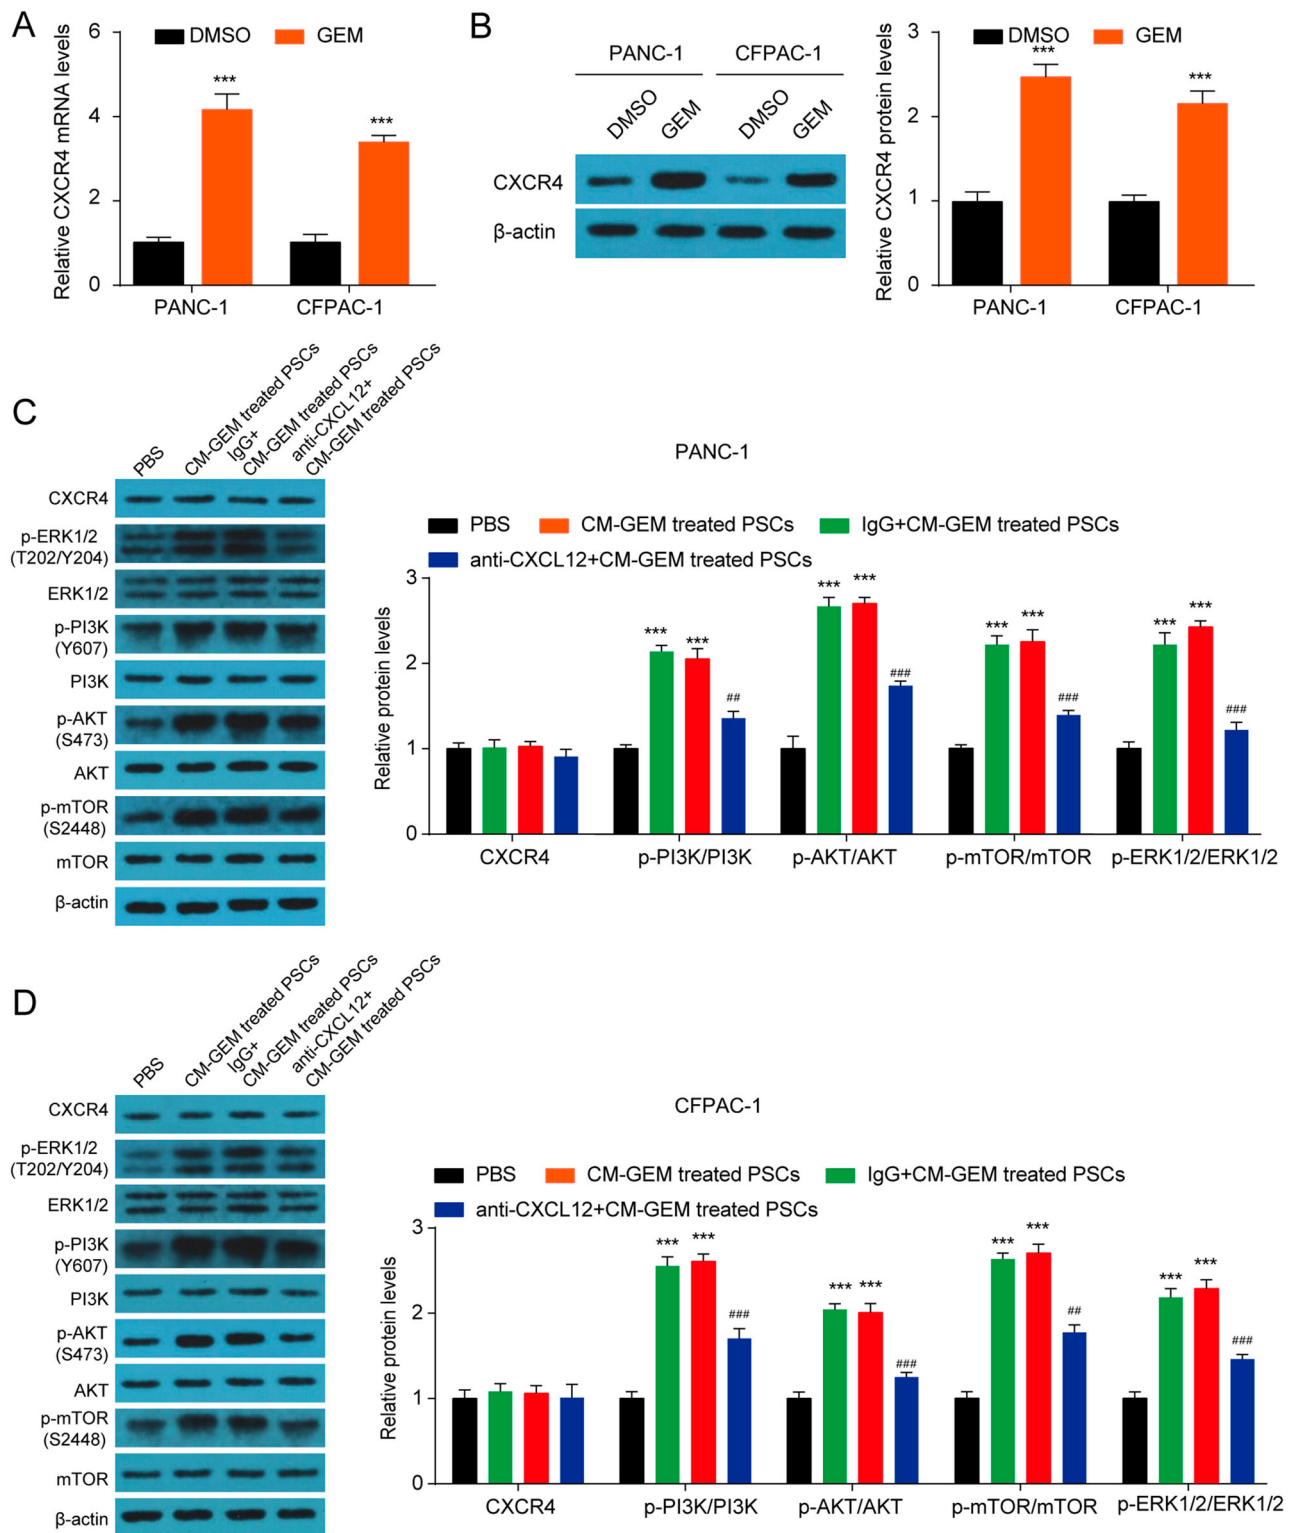 A
Relative CXCR4 mRNA levels
DMSO GEM
6
4
2
0
***
***
PANC-1 CFPAC-1
B
PANC-1 CFPAC-1
DMSO GEM DMSO GEM
CXCR4
β-actin
Relative CXCR4 protein levels
DMSO GEM
3
2
1
0
***
***
PANC-1 CFPAC-1
C
PBS
CM-GEM treated PSCs
IgG+
CM-GEM treated PSCs
anti-CXCL12+
CM-GEM treated PSCs
CXCR4
p-ERK1/2
(T202/Y204)
ERK1/2
p-PI3K
(Y607)
PI3K
p-AKT
(S473)
AKT
p-mTOR
(S2448)
mTOR
β-actin
PANC-1
PBS CM-GEM treated PSCs IgG+CM-GEM treated PSCs
anti-CXCL12+CM-GEM treated PSCs
Relative protein levels
3
2
1
0
*** *** ##
*** *** ###
*** *** ###
*** *** ###
CXCR4 p-PI3K/PI3K p-AKT/AKT p-mTOR/mTOR p-ERK1/2/ERK1/2
D
PBS
CM-GEM treated PSCs
IgG+
CM-GEM treated PSCs
anti-CXCL12+
CM-GEM treated PSCs
CXCR4
p-ERK1/2
(T202/Y204)
ERK1/2
p-PI3K
(Y607)
PI3K
p-AKT
(S473)
AKT
p-mTOR
(S2448)
mTOR
β-actin
CFPAC-1
PBS CM-GEM treated PSCs IgG+CM-GEM treated PSCs
anti-CXCL12+CM-GEM treated PSCs
Relative protein levels
3
2
1
0
*** *** ###
*** *** ###
*** *** ##
*** *** ###
CXCR4 p-PI3K/PI3K p-AKT/AKT p-mTOR/mTOR p-ERK1/2/ERK1/2